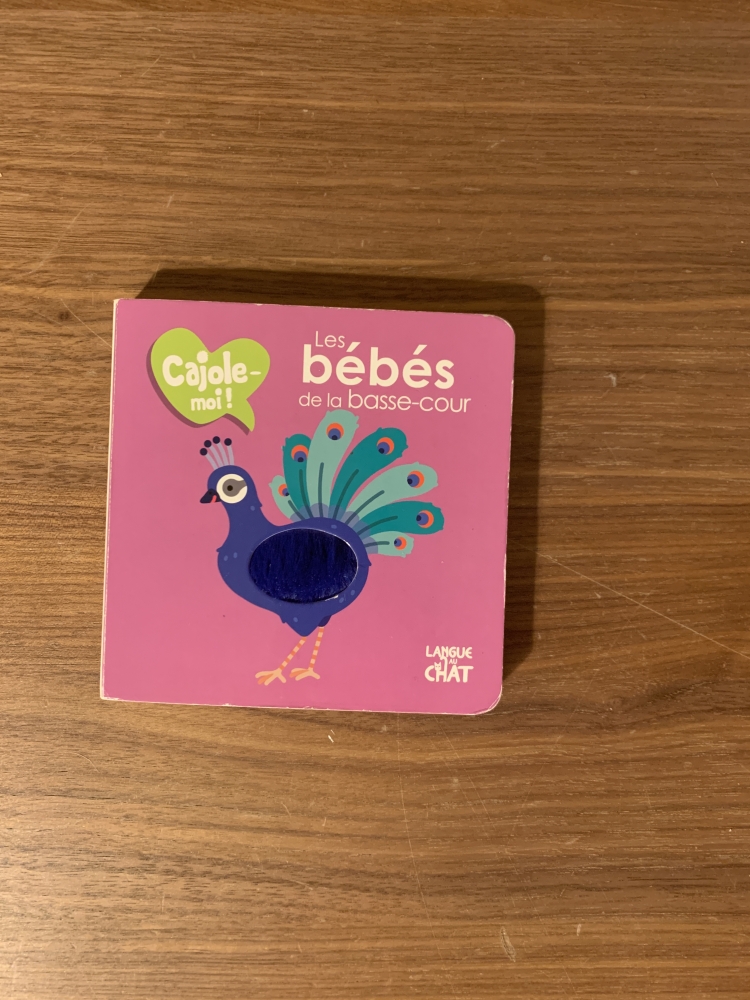 Cajole-
moi !
Les
bébés
de la basse-cour
LANGUE
AU
CHAT